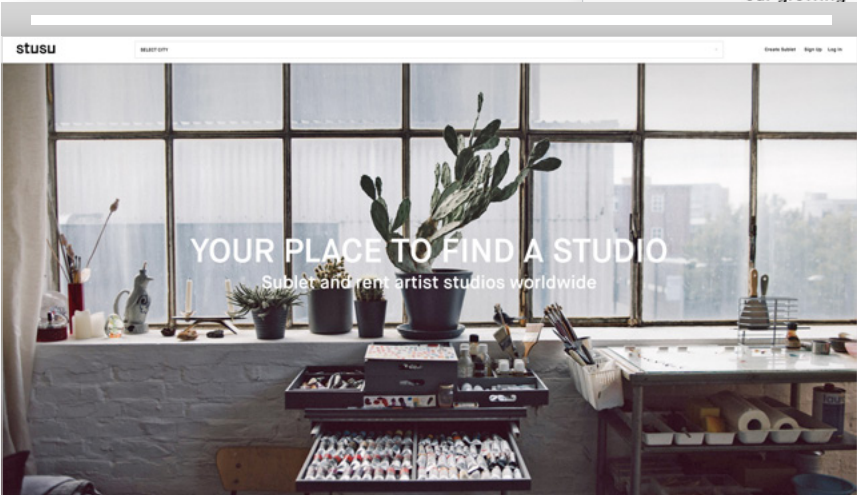 stusu
SELECT CITY
Create Sublet Sign Up Log In
YOUR PLACE TO FIND A STUDIO
Sublet and rent artist studios worldwide